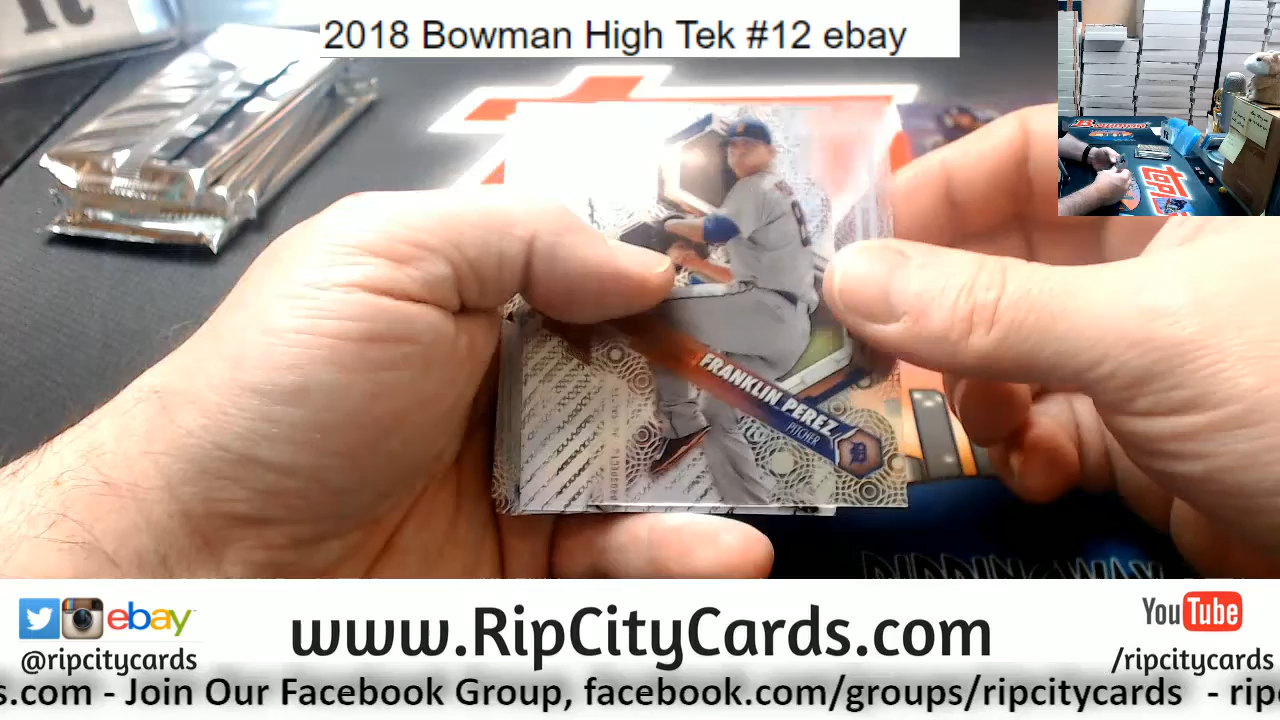 2018 Bowman High Tek #12 ebay
FRANKLIN PEREZ
PITCHER
ebay
www.RipCityCards.com
YouTube
@ripcitycards
/ripcitycards
s.com - Join Our Facebook Group, facebook.com/groups/ripcitycards - rip